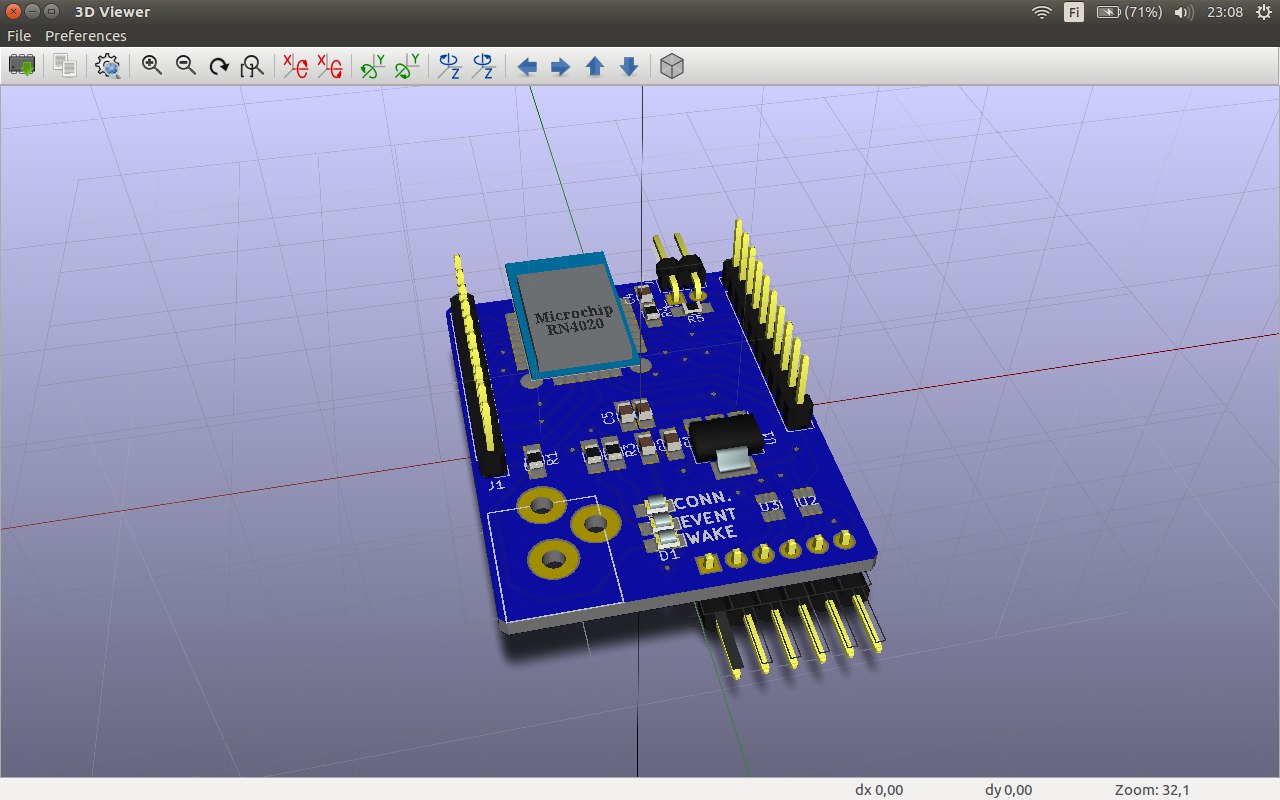 3D Viewer
Fi
(71%)
23:08
File Preferences
X X Y Y Z Z
Microchip
RN4020
C4
R5
C5
R1
R3
U1
J1
CONN.
EVENT
WAKE
D1
U3
U2
dx 0,00
dy 0,00
Zoom: 32,1